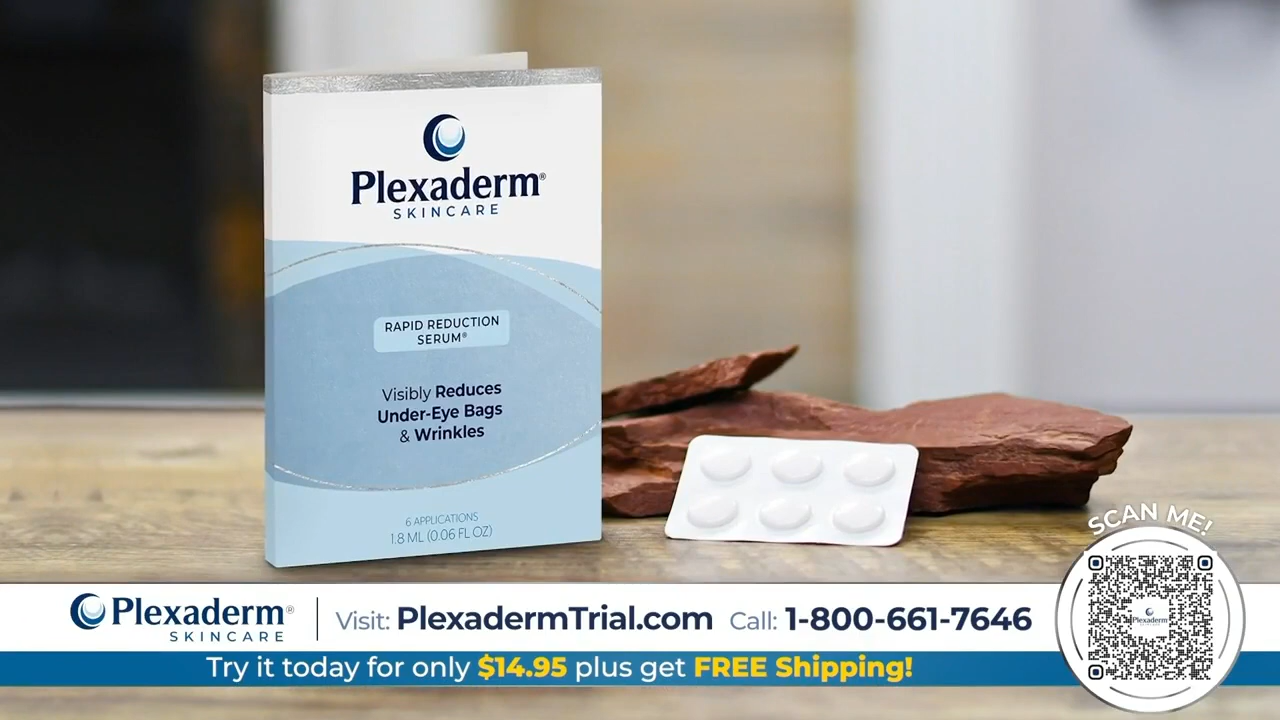 Plexaderm®
SKINCARE
RAPID REDUCTION
SERUM®
Visibly Reduces
Under-Eye Bags
& Wrinkles
6 APPLICATIONS
1.8 ML (0.06 FL OZ)
SCAN ME!
Plexaderm®
SKINCARE
Visit: PlexadermTrial.com Call: 1-800-661-7646
Plexaderm
SKINCARE
Try it today for only $14.95 plus get FREE Shipping!